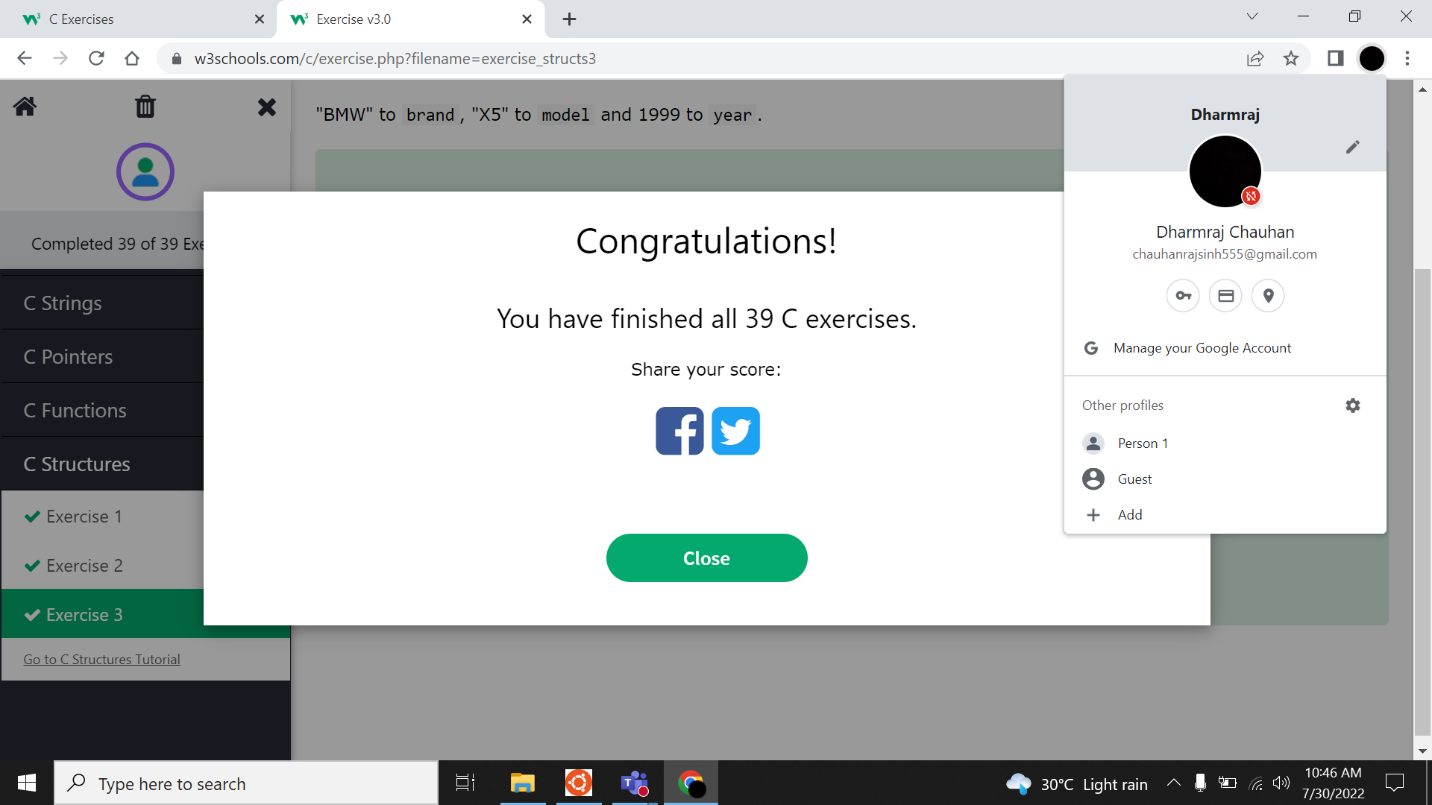 C Exercises
Exercise v3.0
w3schools.com/c/exercise.php?filename=exercise_structs3
"BMW" to brand, "X5" to model and 1999 to year.
Completed 39 of 39 Exe
C Strings
C Pointers
C Functions
C Structures
Exercise 1
Exercise 2
Exercise 3
Go to C Structures Tutorial
Congratulations!
You have finished all 39 C exercises.
Share your score:
Close
Dharmraj
Dharmraj Chauhan
chauhanrajsinh555@gmail.com
Manage your Google Account
Other profiles
Person 1
Guest
Add
Type here to search
30°C Light rain
10:46 AM
7/30/2022